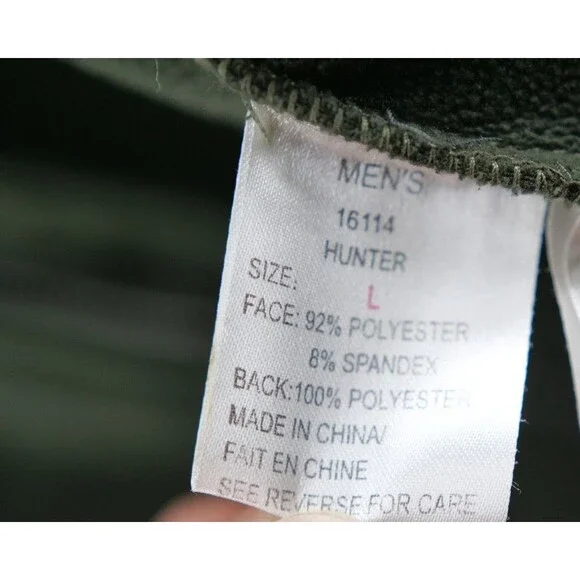 MEN'S
16114
HUNTER
SIZE: L
FACE: 92% POLYESTER
8% SPANDEX
BACK:100% POLYESTER
MADE IN CHINA/
FAIT EN CHINE
SEE REVERSE FOR CARE